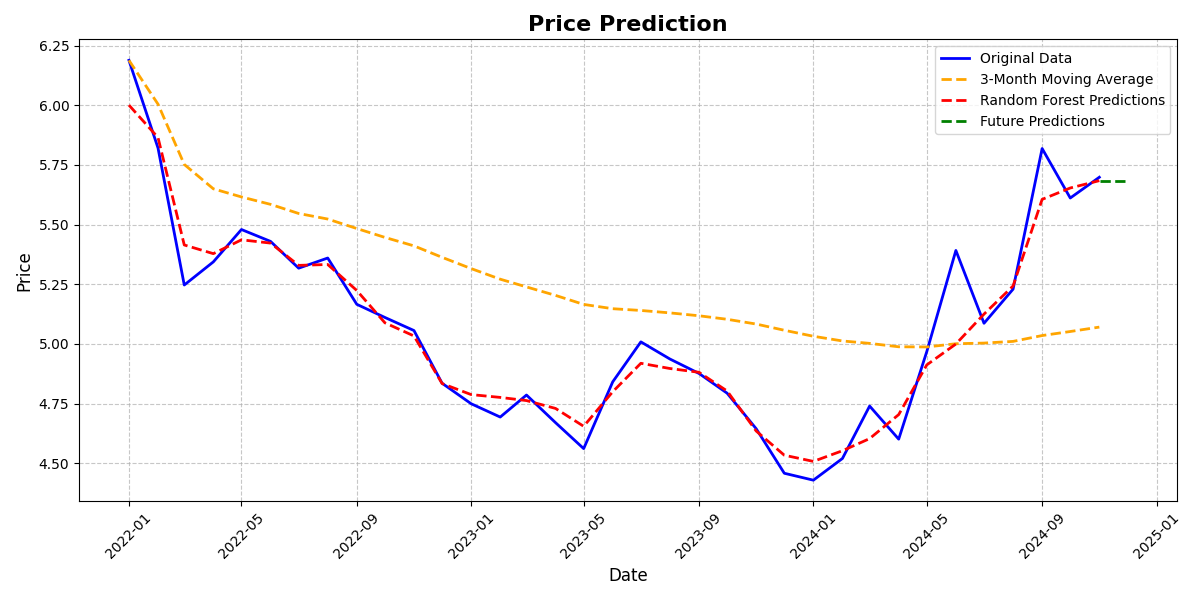 Price Prediction
Original Data
3-Month Moving Average
Random Forest Predictions
Future Predictions
Price
6.25
6.00
5.75
5.50
5.25
5.00
4.75
4.50
2022-01
2022-05
2022-09
2023-01
2023-05
2023-09
2024-01
2024-05
2024-09
2025-01
Date